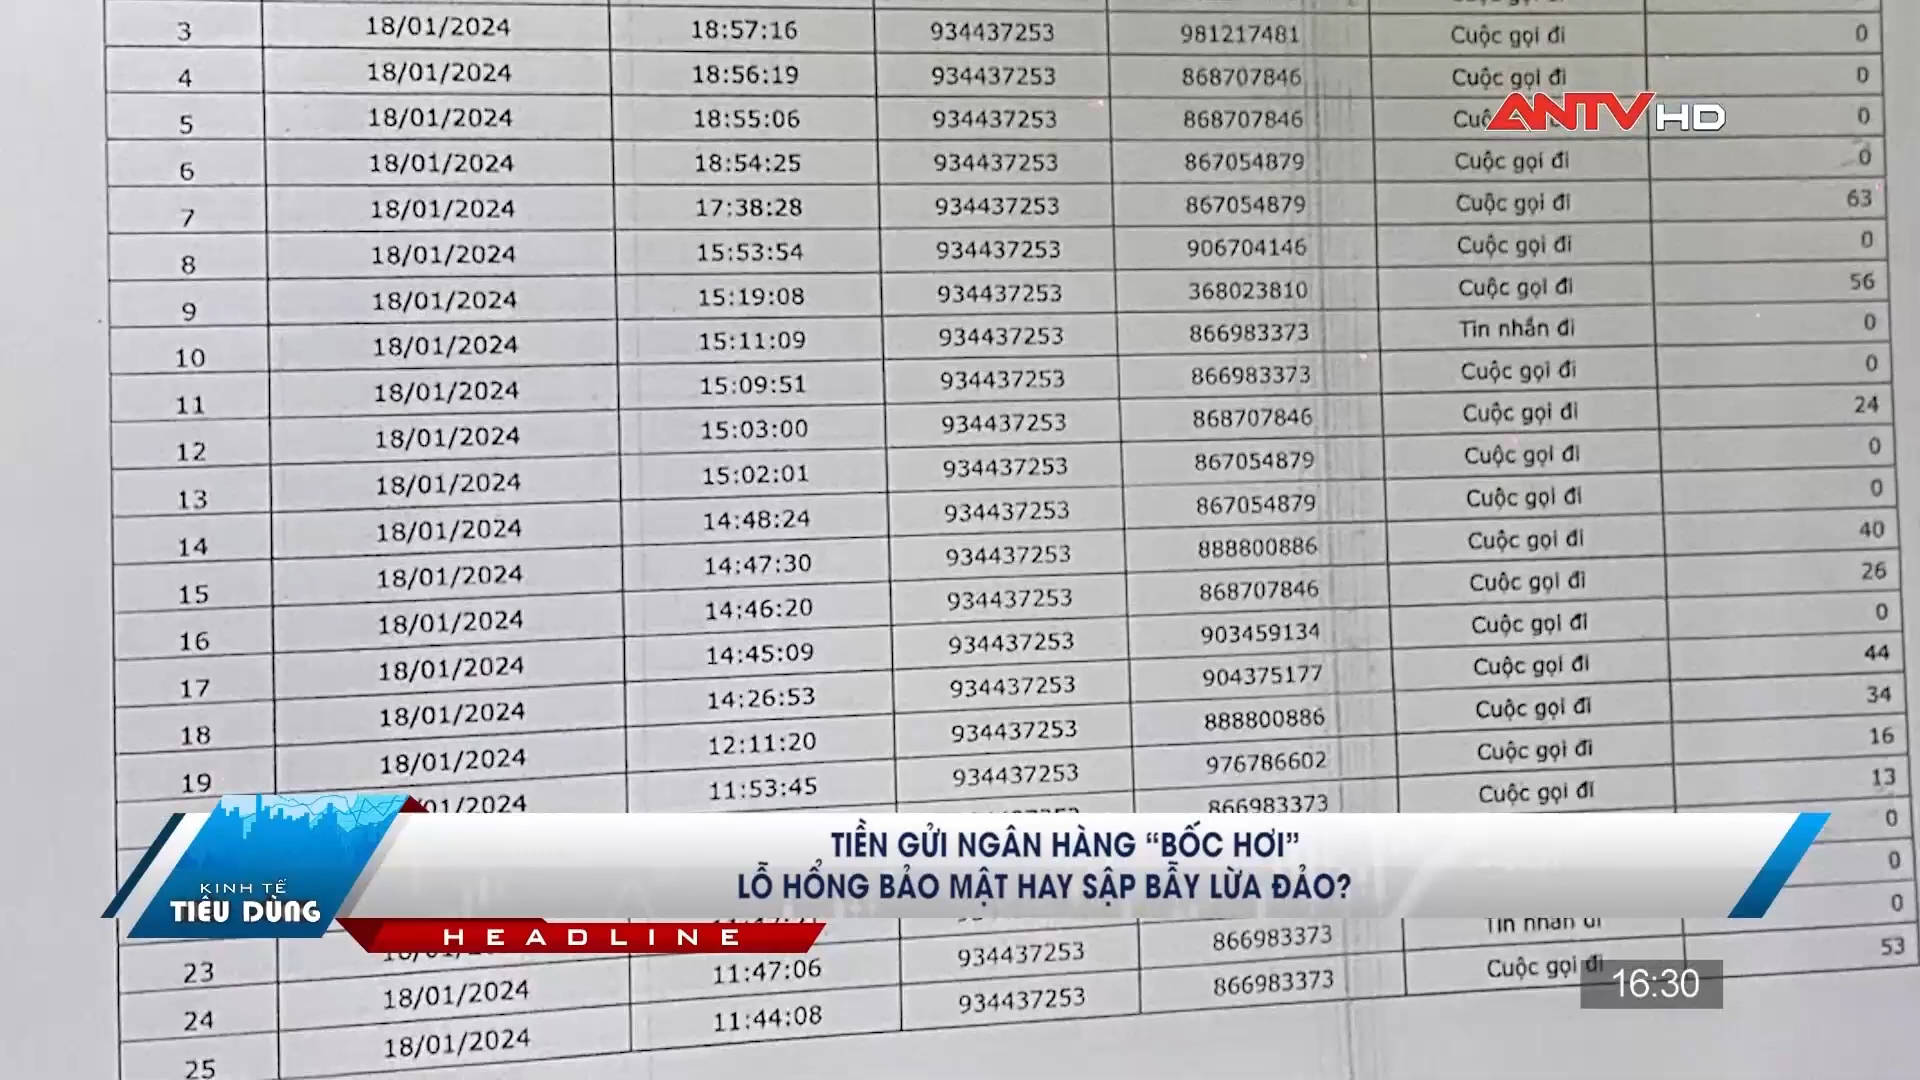 3 18/01/2024 18:57:16 934437253 981217481 Cuộc gọi đi 0
4 18/01/2024 18:56:19 934437253 868707846 Cuộc gọi đi 0
5 18/01/2024 18:55:06 934437253 868707846 0
ANTV HD
6 18/01/2024 18:54:25 934437253 867054879 Cuộc gọi đi 0
7 18/01/2024 17:38:28 934437253 867054879 Cuộc gọi đi 63
8 18/01/2024 15:53:54 934437253 906704146 Cuộc gọi đi 0
9 18/01/2024 15:19:08 934437253 368023810 Cuộc gọi đi 56
10 18/01/2024 15:11:09 934437253 866983373 Tin nhắn đi 0
11 18/01/2024 15:09:51 934437253 866983373 Cuộc gọi đi 0
12 18/01/2024 15:03:00 934437253 868707846 Cuộc gọi đi 24
13 18/01/2024 15:02:01 934437253 867054879 Cuộc gọi đi 0
14 18/01/2024 14:48:24 934437253 867054879 Cuộc gọi đi 0
15 18/01/2024 14:47:30 934437253 888800886 Cuộc gọi đi 40
16 18/01/2024 14:46:20 934437253 868707846 Cuộc gọi đi 26
17 18/01/2024 14:45:09 934437253 903459134 Cuộc gọi đi 0
18 18/01/2024 14:26:53 934437253 904375177 Cuộc gọi đi 44
19 18/01/2024 12:11:20 934437253 888800886 Cuộc gọi đi 34
11:53:45 934437253 976786602 Cuộc gọi đi 16
866983373 Cuộc gọi đi 13
0
0
TIỀN GỬI NGÂN HÀNG “BỐC HƠI”
LỖ HỔNG BẢO MẬT HAY SẬP BẪY LỪA ĐẢO?
KINH TẾ
TIÊU DÙNG
HEADLINE
23
24 18/01/2024 11:47:06 934437253 866983373 Tin nhắn đi 0
25 18/01/2024 11:44:08 934437253 866983373 Cuộc gọi đi 53
16:30